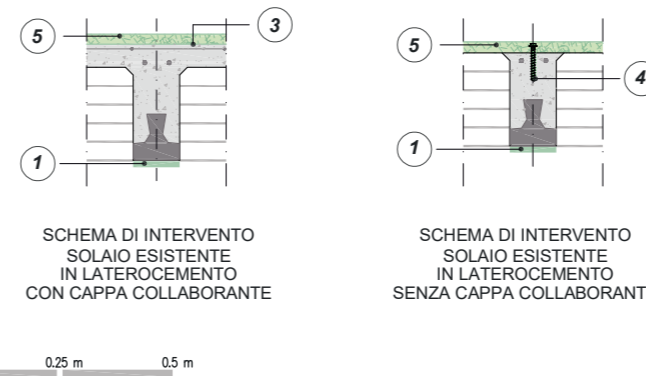 5
3
1
SCHEMA DI INTERVENTO
SOLAIO ESISTENTE
IN LATEROCEMENTO
CON CAPPA COLLABORANTE
5
4
1
SCHEMA DI INTERVENTO
SOLAIO ESISTENTE
IN LATEROCEMENTO
SENZA CAPPA COLLABORANT
0.25 m 0.5 m